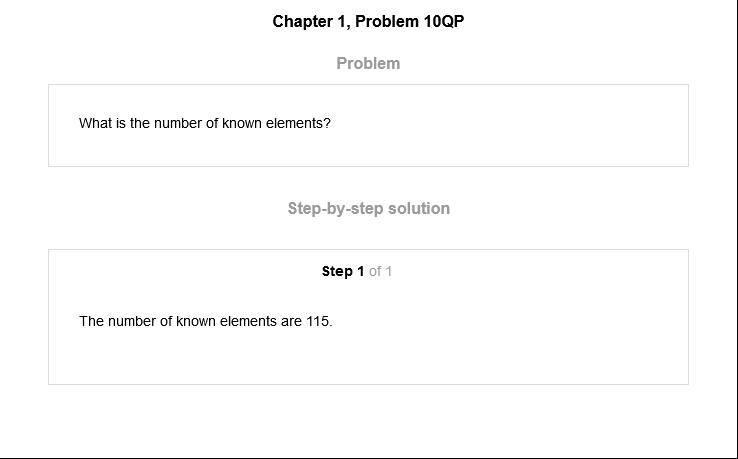 Chapter 1, Problem 10QP
Problem
What is the number of known elements?
Step-by-step solution
Step 1 of 1
The number of known elements are 115.